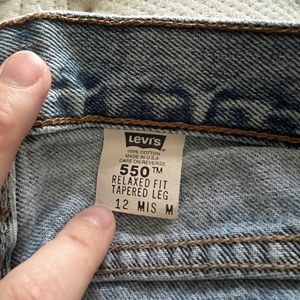 LEVI'S
100% COTTON
MADE IN U.S.A
CARE ON REVERSE
550™
RELAXED FIT
TAPERED LEG
12 MIS M